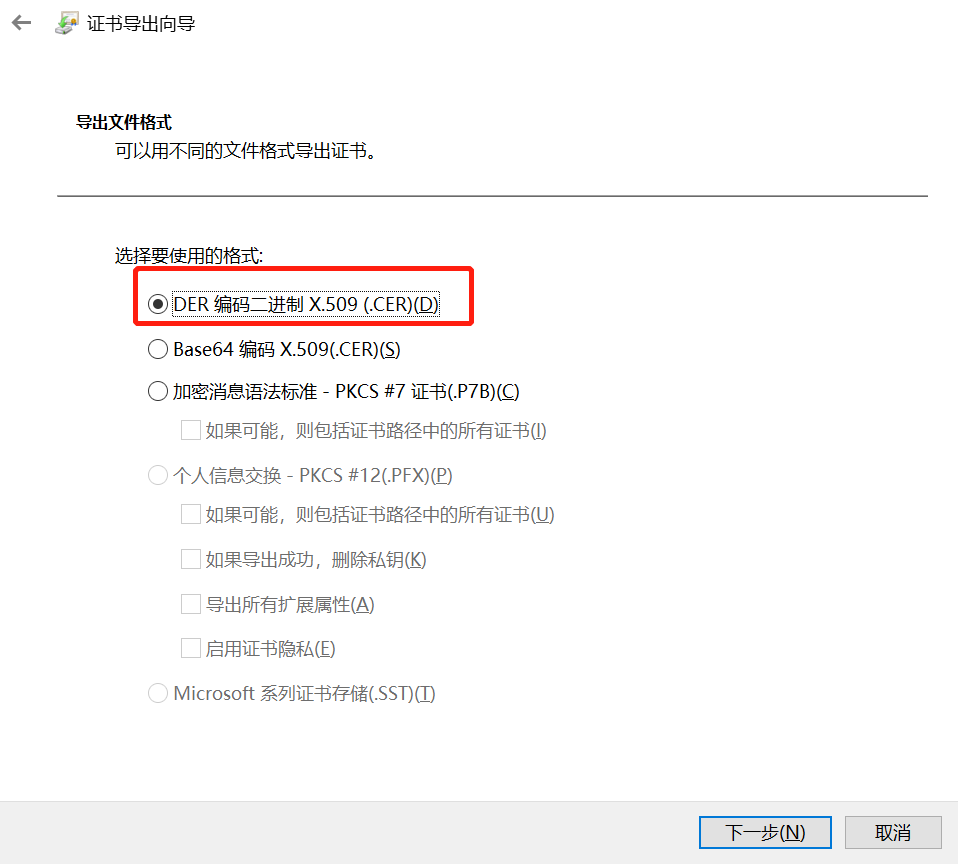 证书导出向导
导出文件格式
可以用不同的文件格式导出证书。
选择要使用的格式:
DER 编码二进制 X.509 (.CER)(D)
Base64 编码 X.509(.CER)(S)
加密消息语法标准 - PKCS #7 证书(.P7B)(C)
如果可能，则包括证书路径中的所有证书(I)
个人信息交换 - PKCS #12(.PFX)(P)
如果可能，则包括证书路径中的所有证书(U)
如果导出成功，删除私钥(K)
导出所有扩展属性(A)
启用证书隐私(E)
Microsoft 系列证书存储(.SST)(T)
下一步(N)
取消